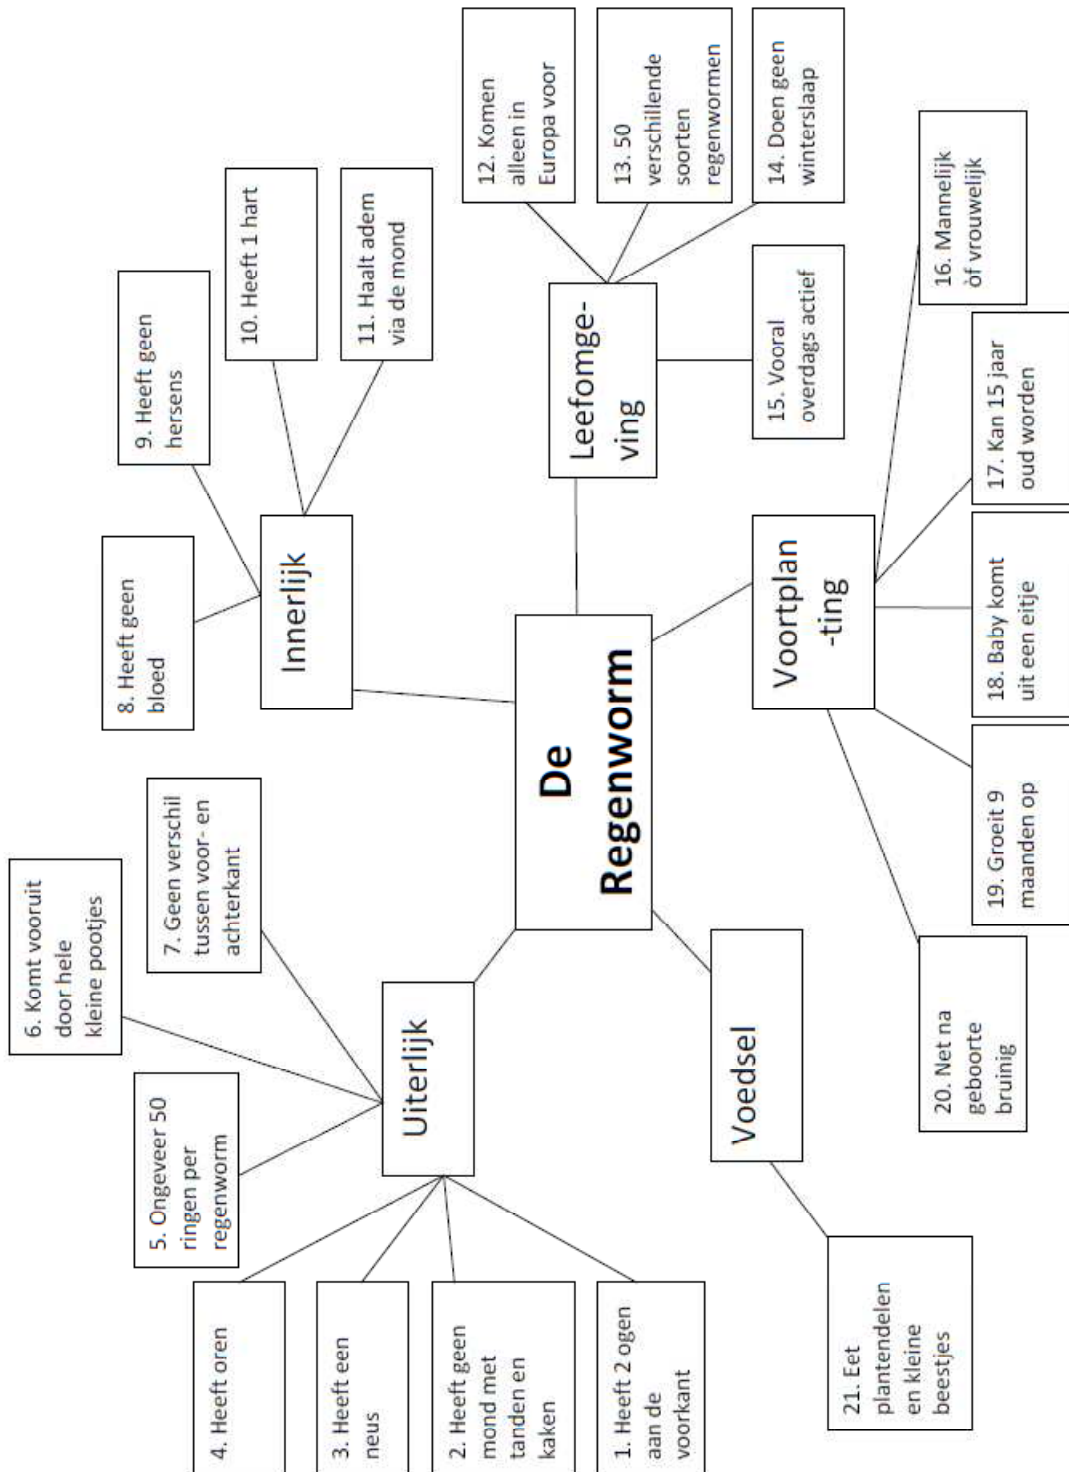 De
Regenworm
Uiterlijk
1. Heeft 2 ogen
aan de
voorkant
2. Heeft geen
mond met
tanden en
kaken
3. Heeft een
neus
4. Heeft oren
5. Ongeveer 50
ringen per
regenworm
6. Komt vooruit
door hele
kleine pootjes
7. Geen verschil
tussen voor- en
achterkant
Innerlijk
8. Heeft geen
bloed
9. Heeft geen
hersens
10. Heeft 1 hart
11. Haalt adem
via de mond
Leefomge-
ving
12. Komen
alleen in
Europa voor
13. 50
verschillende
soorten
regenwormen
14. Doen geen
winterslaap
15. Vooral
overdags actief
Voortplan
-ting
16. Mannelijk
òf vrouwelijk
17. Kan 15 jaar
oud worden
18. Baby komt
uit een eitje
19. Groeit 9
maanden op
20. Net na
geboorte
bruinig
Voedsel
21. Eet
plantendelen
en kleine
beestjes